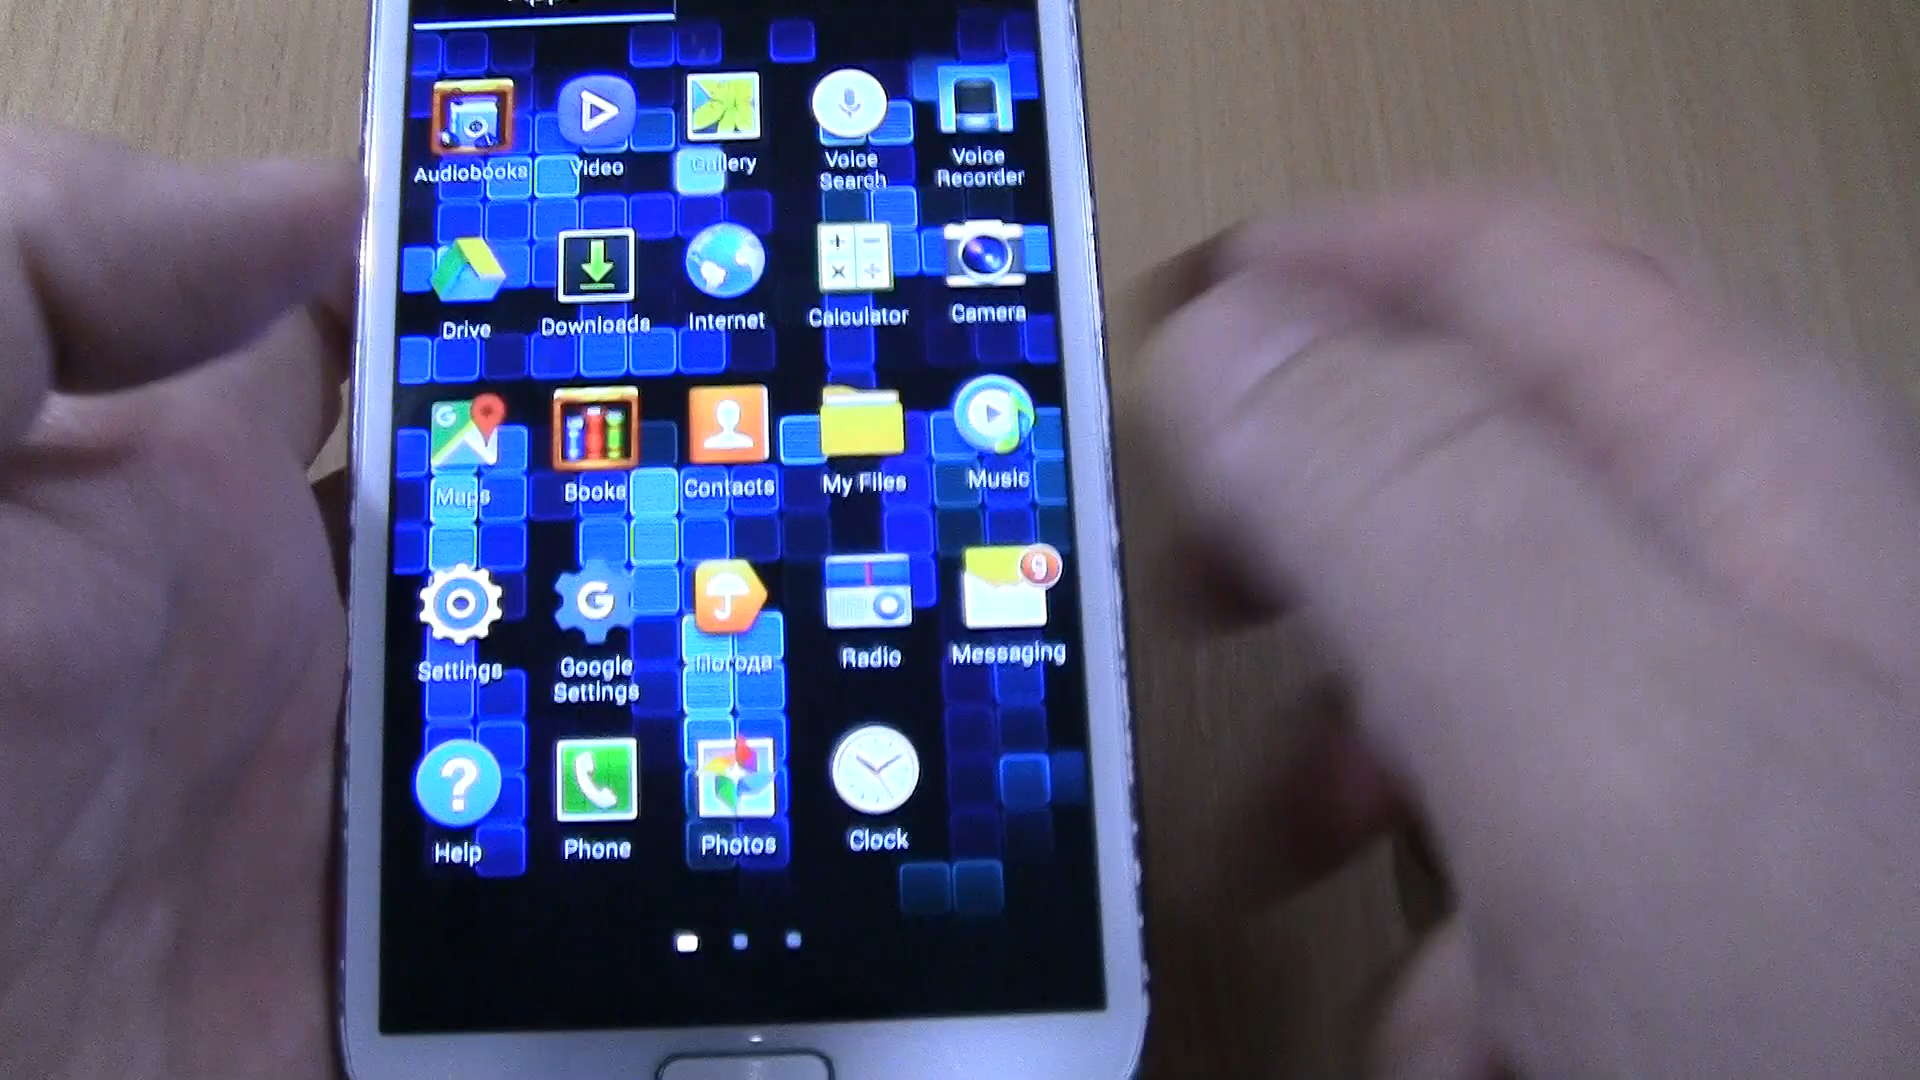 Audiobooks
Video
Gallery
Voice
Search
Voice
Recorder
Drive
Downloads
Internet
Calculator
Camera
G
Maps
Books
Contacts
My Files
Music
9
Settings
G
Google
Settings
Погода
Radio
Messaging
?
Help
Phone
Photos
Clock